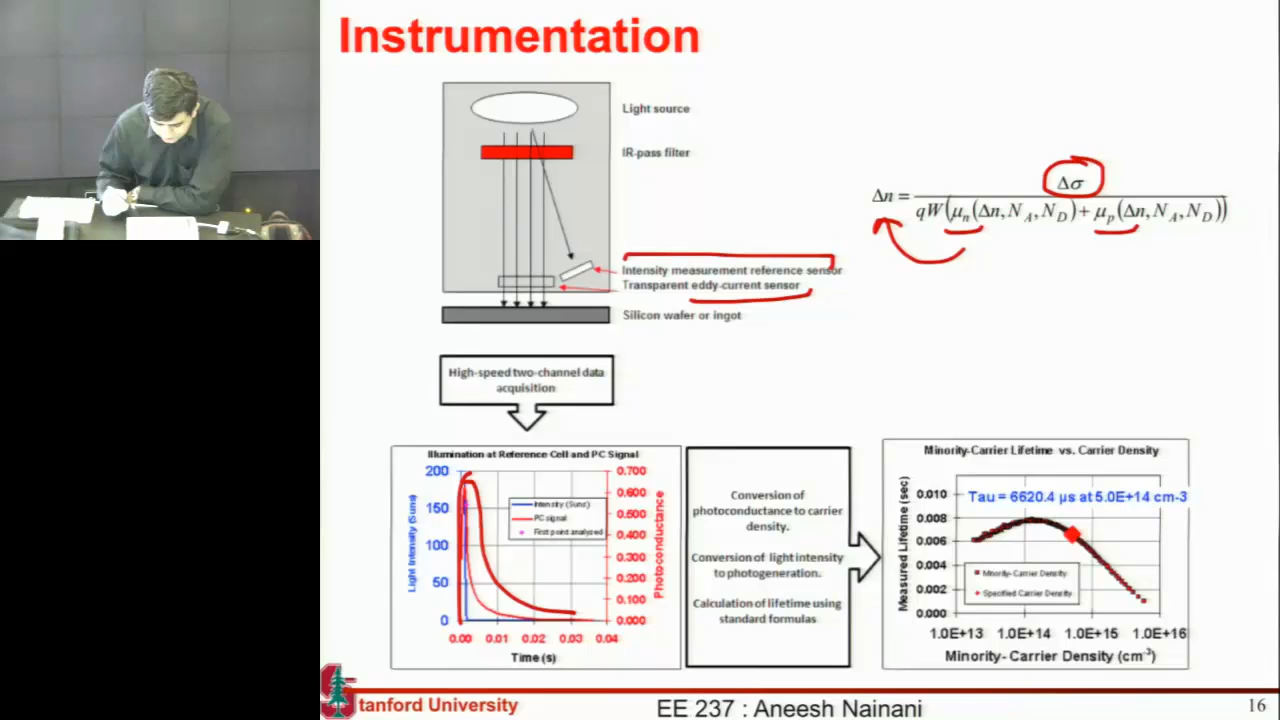 Instrumentation
Light source
IR-pass filter
Δσ
Δn =
qW(μn(Δn, NA, ND) + μp(Δn, NA, ND))
Intensity measurement reference sensor
Transparent eddy-current sensor
Silicon wafer or ingot
High-speed two-channel data
acquisition
Illumination at Reference Cell and PC Signal
200
150
100
50
0
Light Intensity (Suns)
Intensity (Suns)
PC signal
First point analyzed
0.700
0.600
0.500
0.400
0.300
0.200
0.100
0.000
Photoconductance
0.00 0.01 0.02 0.03 0.04
Time (s)
Conversion of
photoconductance to carrier
density.
Conversion of light intensity
to photogeneration.
Calculation of lifetime using
standard formulas
Minority-Carrier Lifetime vs. Carrier Density
Tau = 6620.4 μs at 5.0E+14 cm-3
0.010
0.008
0.006
0.004
0.002
0.000
Measured Lifetime (sec)
Minority-Carrier Density
Specified Carrier Density
1.0E+13 1.0E+14 1.0E+15 1.0E+16
Minority- Carrier Density (cm-3)
Stanford University
EE 237 : Aneesh Nainani
16